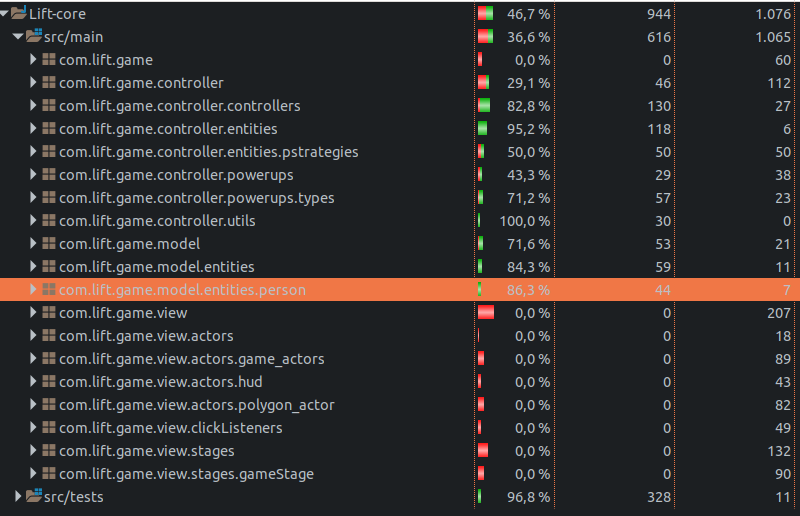 Lift-core 46,7 % 944 1.076
src/main 36,6 % 616 1.065
com.lift.game 0,0 % 0 60
com.lift.game.controller 29,1 % 46 112
com.lift.game.controller.controllers 82,8 % 130 27
com.lift.game.controller.entities 95,2 % 118 6
com.lift.game.controller.entities.pstrategies 50,0 % 50 50
com.lift.game.controller.powerups 43,3 % 29 38
com.lift.game.controller.powerups.types 71,2 % 57 23
com.lift.game.controller.utils 100,0 % 30 0
com.lift.game.model 71,6 % 53 21
com.lift.game.model.entities 84,3 % 59 11
com.lift.game.model.entities.person 86,3 % 44 7
com.lift.game.view 0,0 % 0 207
com.lift.game.view.actors 0,0 % 0 18
com.lift.game.view.actors.game_actors 0,0 % 0 89
com.lift.game.view.actors.hud 0,0 % 0 43
com.lift.game.view.actors.polygon_actor 0,0 % 0 82
com.lift.game.view.clickListeners 0,0 % 0 49
com.lift.game.view.stages 0,0 % 0 132
com.lift.game.view.stages.gameStage 0,0 % 0 90
src/tests 96,8 % 328 11